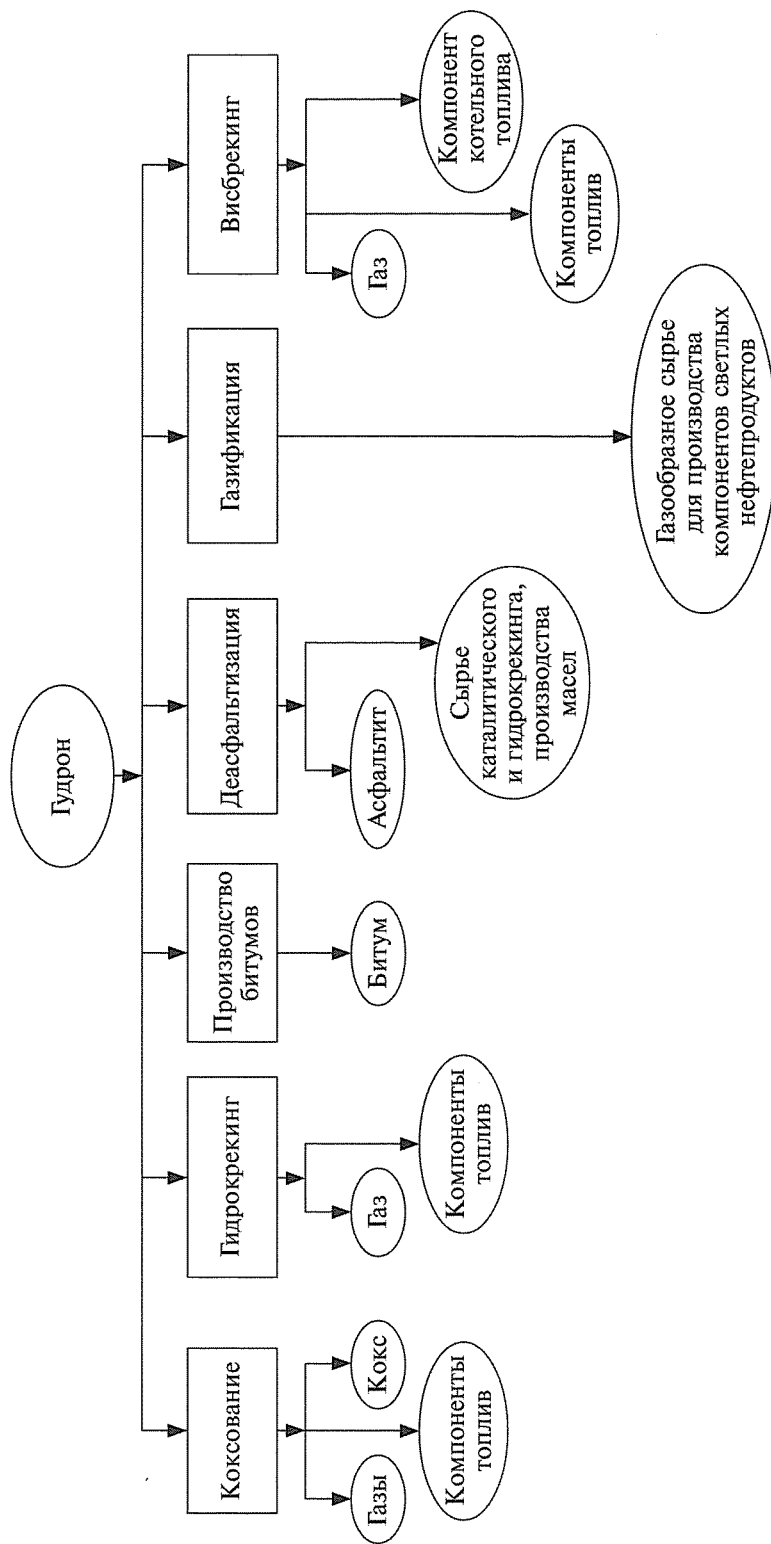 Гудрон
Коксование
Гидрокрекинг
Производство
битумов
Деасфальтизация
Газификация
Висбрекинг
Газы
Компоненты
топлив
Кокс
Газ
Компоненты
топлив
Битум
Асфальтит
Сырье
каталитического
и гидрокрекинга,
производства
масел
Газообразное сырье
для производства
компонентов светлых
нефтепродуктов
Газ
Компоненты
топлив
Компонент
котельного
топлива